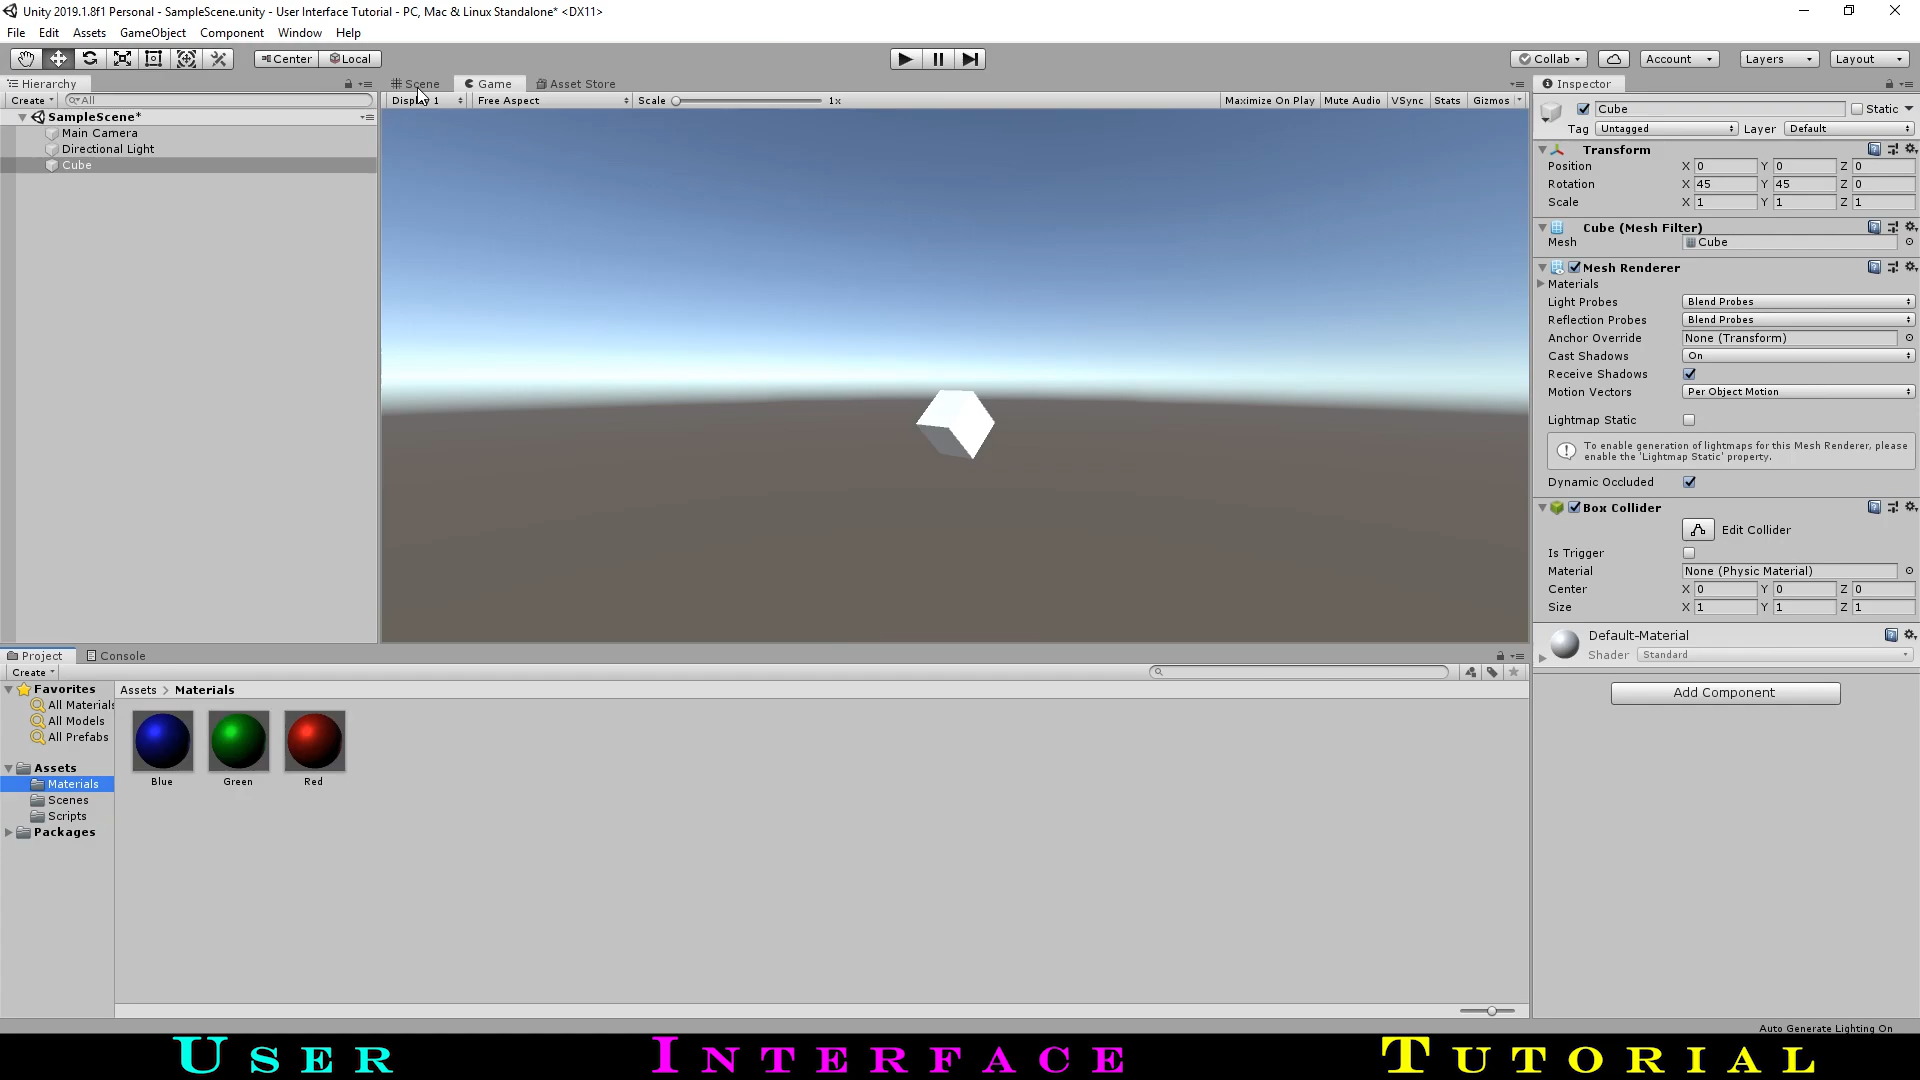 Unity 2019.1.8f1 Personal - SampleScene.unity - User Interface Tutorial - PC, Mac & Linux Standalone* <DX11>
File Edit Assets GameObject Component Window Help
Center Local Collab Account Layers Layout
Hierarchy Scene Game Asset Store Inspector
Create All Display 1 Free Aspect Scale 1x Maximize On Play Mute Audio VSync Stats Gizmos
SampleScene*
Main Camera
Directional Light
Cube
Cube Static
Tag Untagged Layer Default
Transform
Position X 0 Y 0 Z 0
Rotation X 45 Y 45 Z 0
Scale X 1 Y 1 Z 1
Cube (Mesh Filter)
Mesh Cube
Mesh Renderer
Materials
Light Probes Blend Probes
Reflection Probes Blend Probes
Anchor Override None (Transform)
Cast Shadows On
Receive Shadows
Motion Vectors Per Object Motion
Lightmap Static
To enable generation of lightmaps for this Mesh Renderer, please
enable the 'Lightmap Static' property.
Dynamic Occluded
Box Collider
Edit Collider
Is Trigger
Material None (Physic Material)
Center X 0 Y 0 Z 0
Size X 1 Y 1 Z 1
Default-Material
Shader Standard
Add Component
Project Console
Create
Favorites
All Materials
All Models
All Prefabs
Assets
Materials
Scenes
Scripts
Packages
Assets > Materials
Blue Green Red
Auto Generate Lighting On
USER INTERFACE TUTORIAL